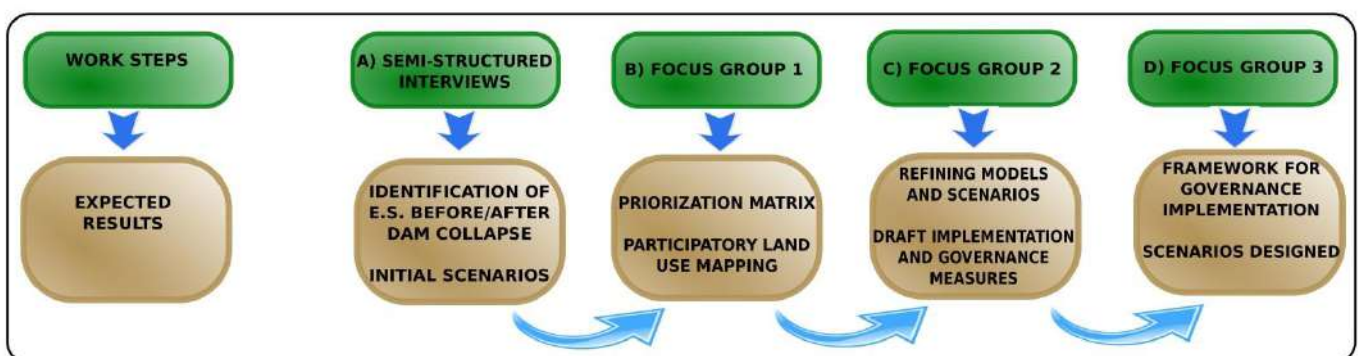 WORK STEPS
A) SEMI-STRUCTURED
INTERVIEWS
B) FOCUS GROUP 1
C) FOCUS GROUP 2
D) FOCUS GROUP 3
EXPECTED
RESULTS
IDENTIFICATION OF
E.S. BEFORE/AFTER
DAM COLLAPSE
INITIAL SCENARIOS
PRIORIZATION MATRIX
PARTICIPATORY LAND
USE MAPPING
REFINING MODELS
AND SCENARIOS
DRAFT IMPLEMENTATION
AND GOVERNANCE
MEASURES
FRAMEWORK FOR
GOVERNANCE
IMPLEMENTATION
SCENARIOS DESIGNED